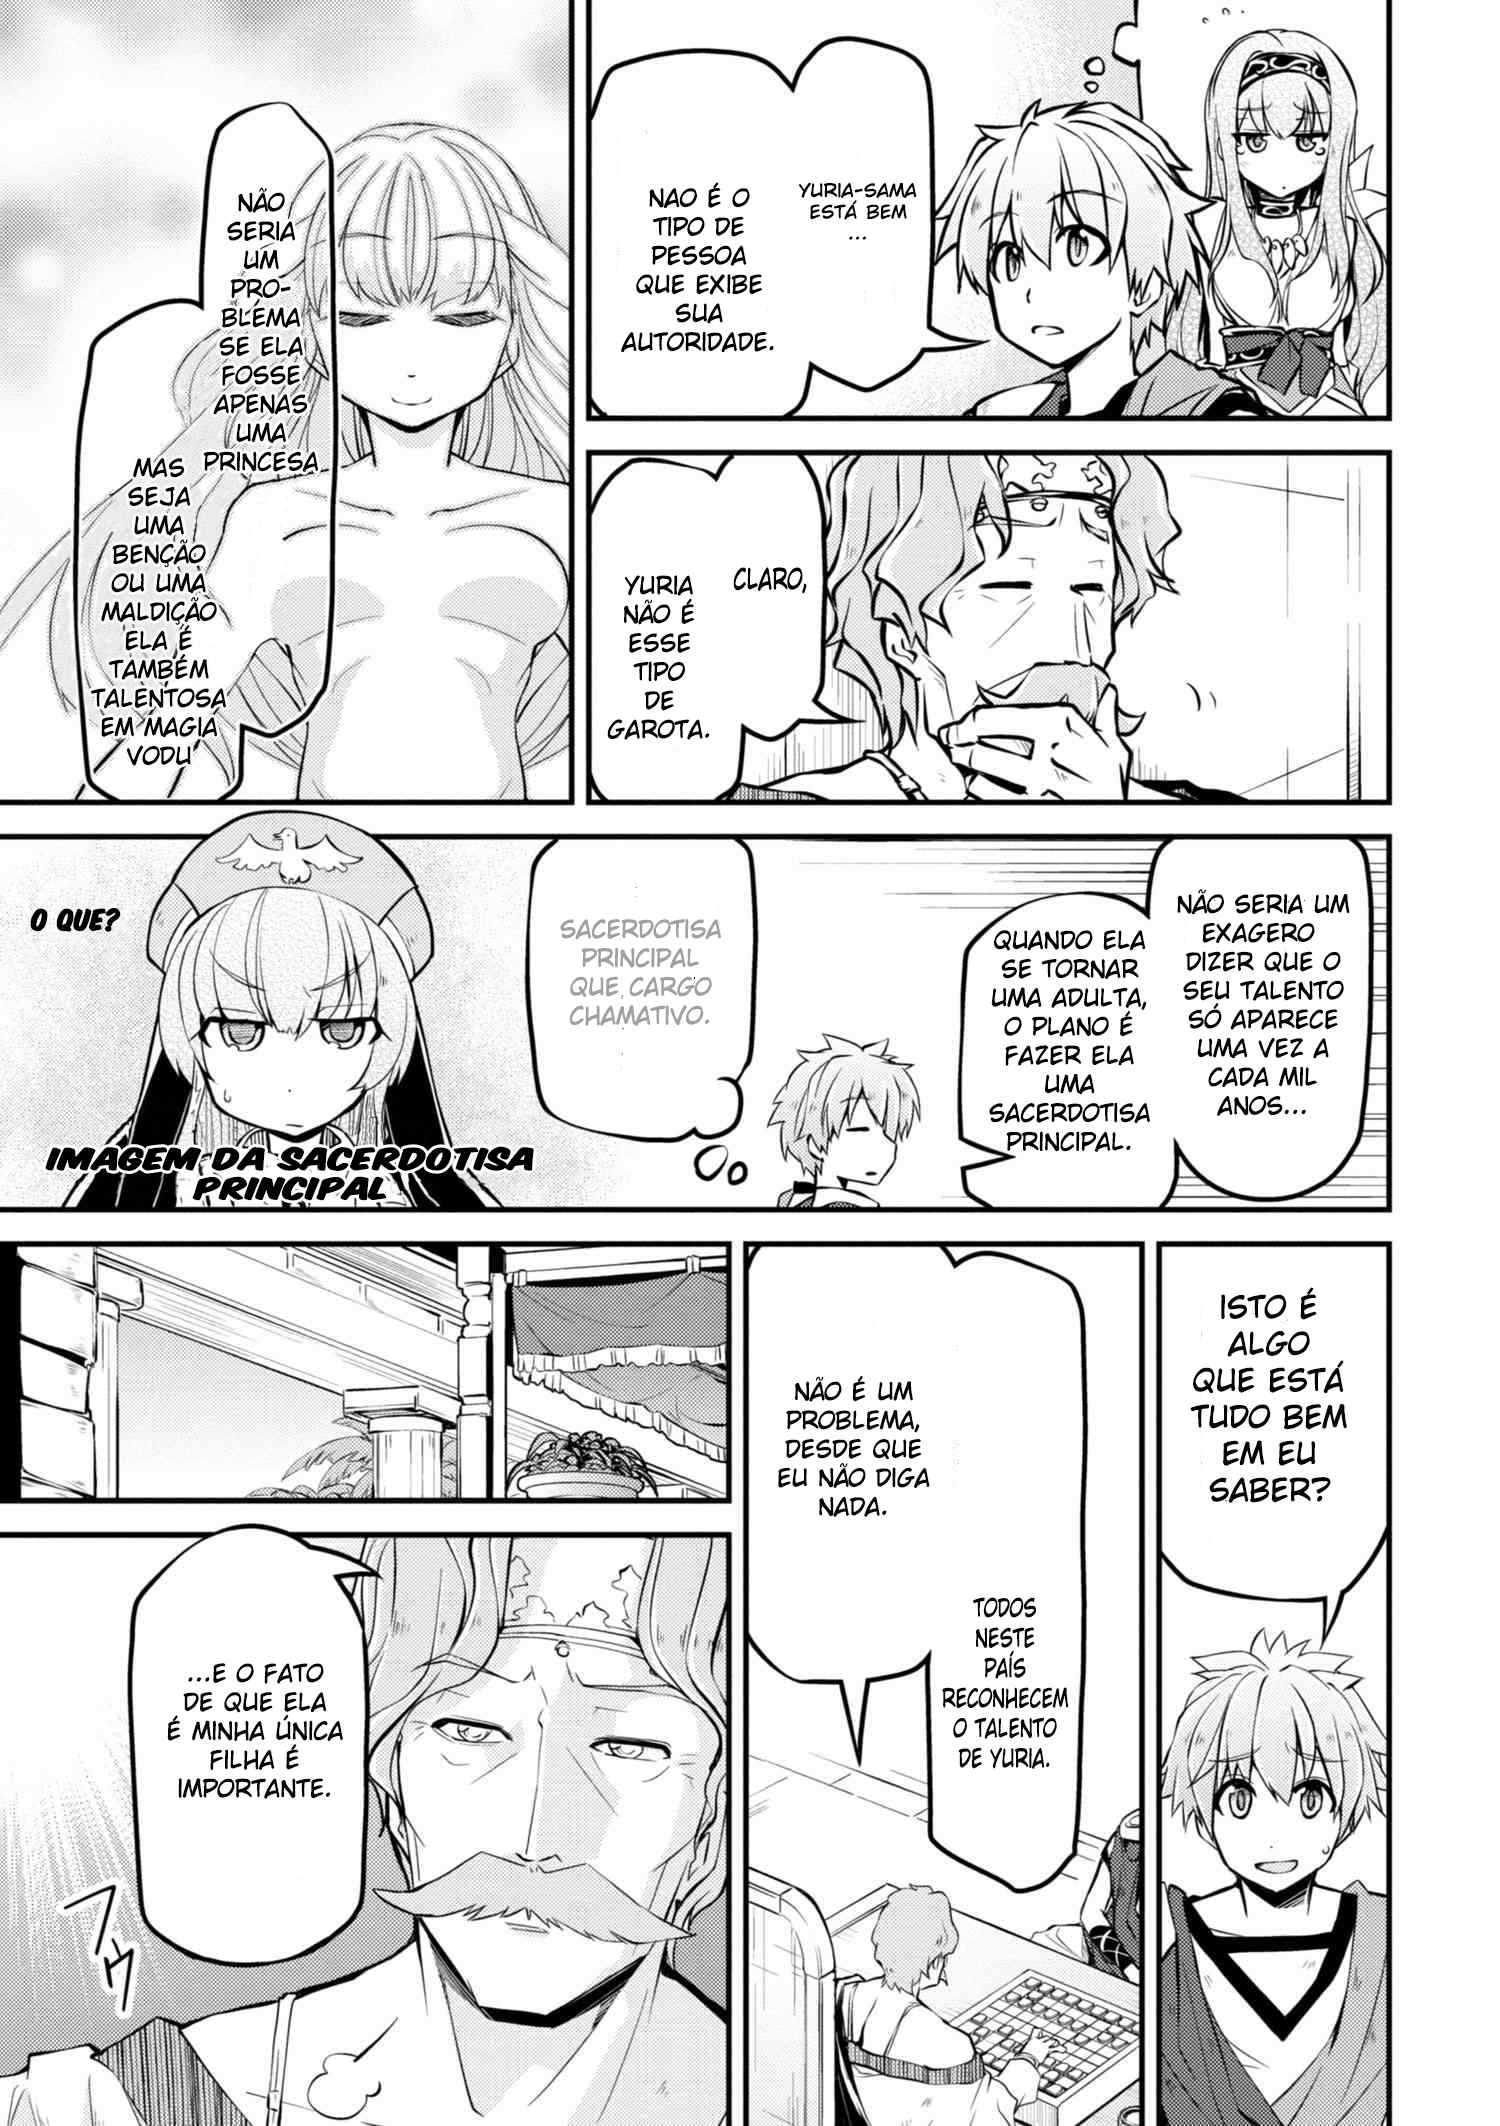 YURIA-SAMA
ESTÁ BEM
...
NAO É O
TIPO DE
PESSOA
QUE EXIBE
SUA
AUTORIDADE.
CLARO,
YURIA
NÃO É
ESSE
TIPO
DE
GAROTA.
NÃO
SERIA
UM
PRO-
BLÉMA
SE ELA
FOSSE
APENAS
UMA
PRINCESA
MAS
SEJA
UMA
BENÇÃO
OU UMA
MALDIÇÃO
ELA É
TAMBÉM
TALENTOSA
EM MAGIA
VODU
NÃO SERIA UM
EXAGERO
DIZER QUE O
SEU TALENTO
SÓ APARECE
UMA VEZ A
CADA MIL
ANOS...
QUANDO ELA
SE TORNAR
UMA ADULTA,
O PLANO É
FAZER ELA
UMA
SACERDOTISA
PRINCIPAL.
SACERDOTISA
PRINCIPAL
QUE CARGO
CHAMATIVO.
O QUE?
IMAGEM DA SACERDOTISA
PRINCIPAL
ISTO É
ALGO
QUE ESTÁ
TUDO BEM
EM EU
SABER?
NÃO É UM
PROBLEMA,
DESDE QUE
EU NÃO DIGA
NADA.
TODOS
NESTE
PAÍS
RECONHECEM
O TALENTO
DE YURIA.
...E O FATO
DE QUE ELA
É MINHA ÚNICA
FILHA É
IMPORTANTE.
フゥ